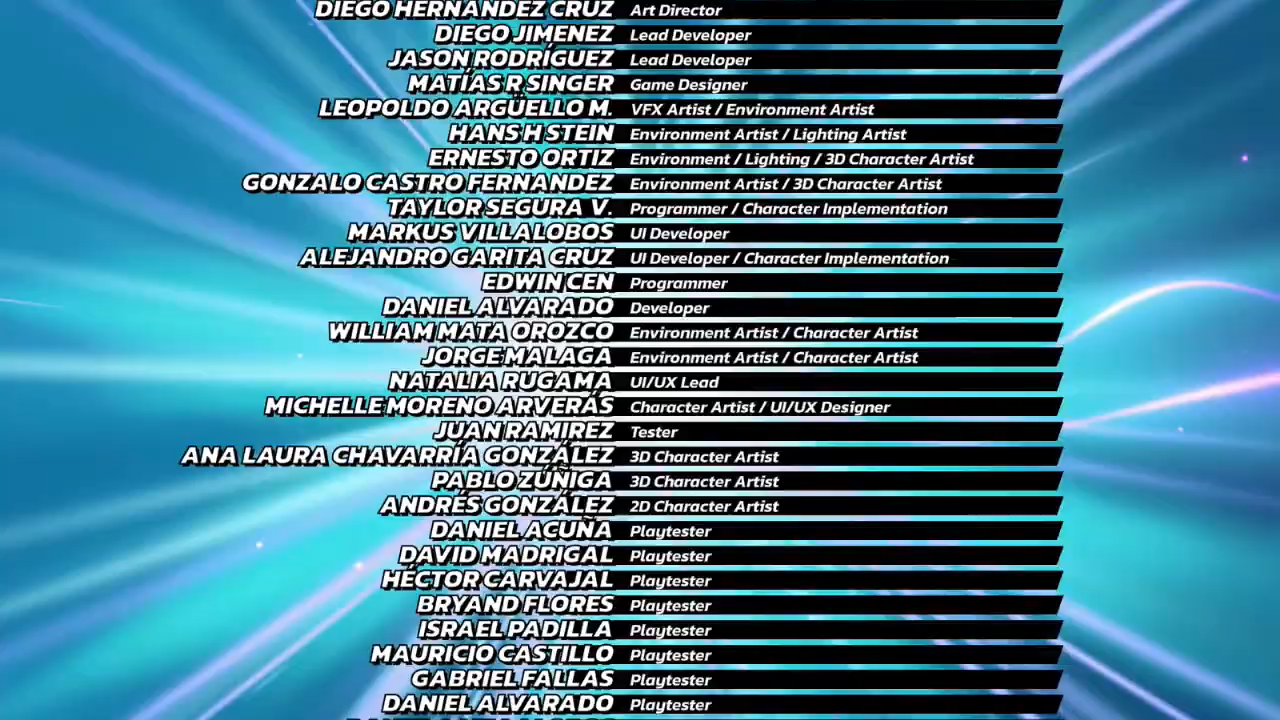 DIEGO HERNÁNDEZ CRUZ Art Director
DIEGO JIMENEZ Lead Developer
JASON RODRÍGUEZ Lead Developer
MATÍAS R SINGER Game Designer
LEOPOLDO ARGÜELLO M. VFX Artist / Environment Artist
HANS H STEIN Environment Artist / Lighting Artist
ERNESTO ORTIZ Environment / Lighting / 3D Character Artist
GONZALO CASTRO FERNANDEZ Environment Artist / 3D Character Artist
TAYLOR SEGURA V. Programmer / Character Implementation
MARKUS VILLALOBOS UI Developer
ALEJANDRO GARITA CRUZ UI Developer / Character Implementation
EDWIN CEN Programmer
DANIEL ALVARADO Developer
WILLIAM MATA OROZCO Environment Artist / Character Artist
JORGE MALAGA Environment Artist / Character Artist
NATALIA RUGAMA UI/UX Lead
MICHELLE MORENO ARVERÁS Character Artist / UI/UX Designer
JUAN RAMIREZ Tester
ANA LAURA CHAVARRÍA GONZÁLEZ 3D Character Artist
PABLO ZÚÑIGA 3D Character Artist
ANDRÉS GONZÁLEZ 2D Character Artist
DANIEL ACUÑA Playtester
DAVID MADRIGAL Playtester
HÉCTOR CARVAJAL Playtester
BRYAND FLORES Playtester
ISRAEL PADILLA Playtester
MAURICIO CASTILLO Playtester
GABRIEL FALLAS Playtester
DANIEL ALVARADO Playtester